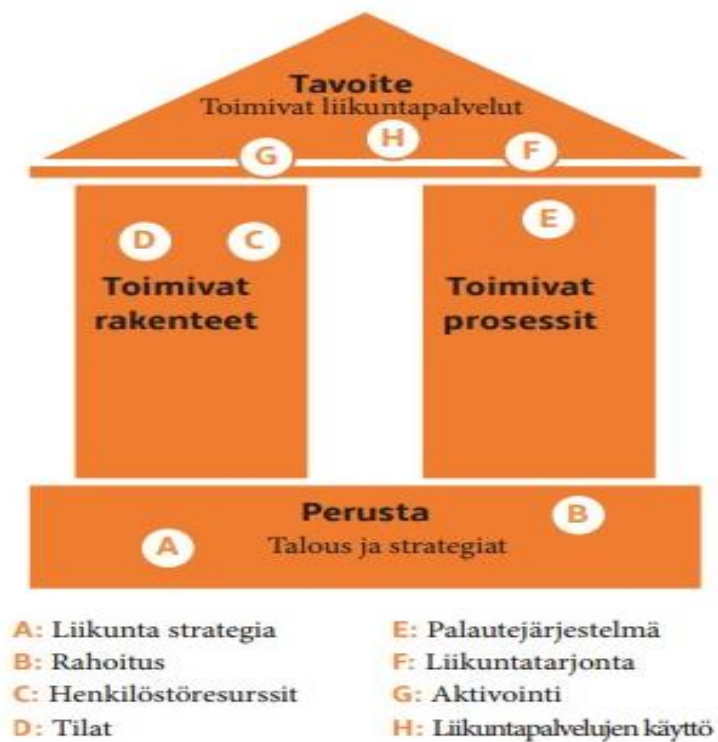 Tavoite
Toimivat liikuntapalvelut
G
H
F
D
C
E
Toimivat
rakenteet
Toimivat
prosessit
Perusta
B
A
Talous ja strategiat
A: Liikunta strategia
B: Rahoitus
C: Henkilöstöresurssit
D: Tilat
E: Palautejärjestelmä
F: Liikuntatarjonta
G: Aktivointi
H: Liikuntapalvelujen käyttö